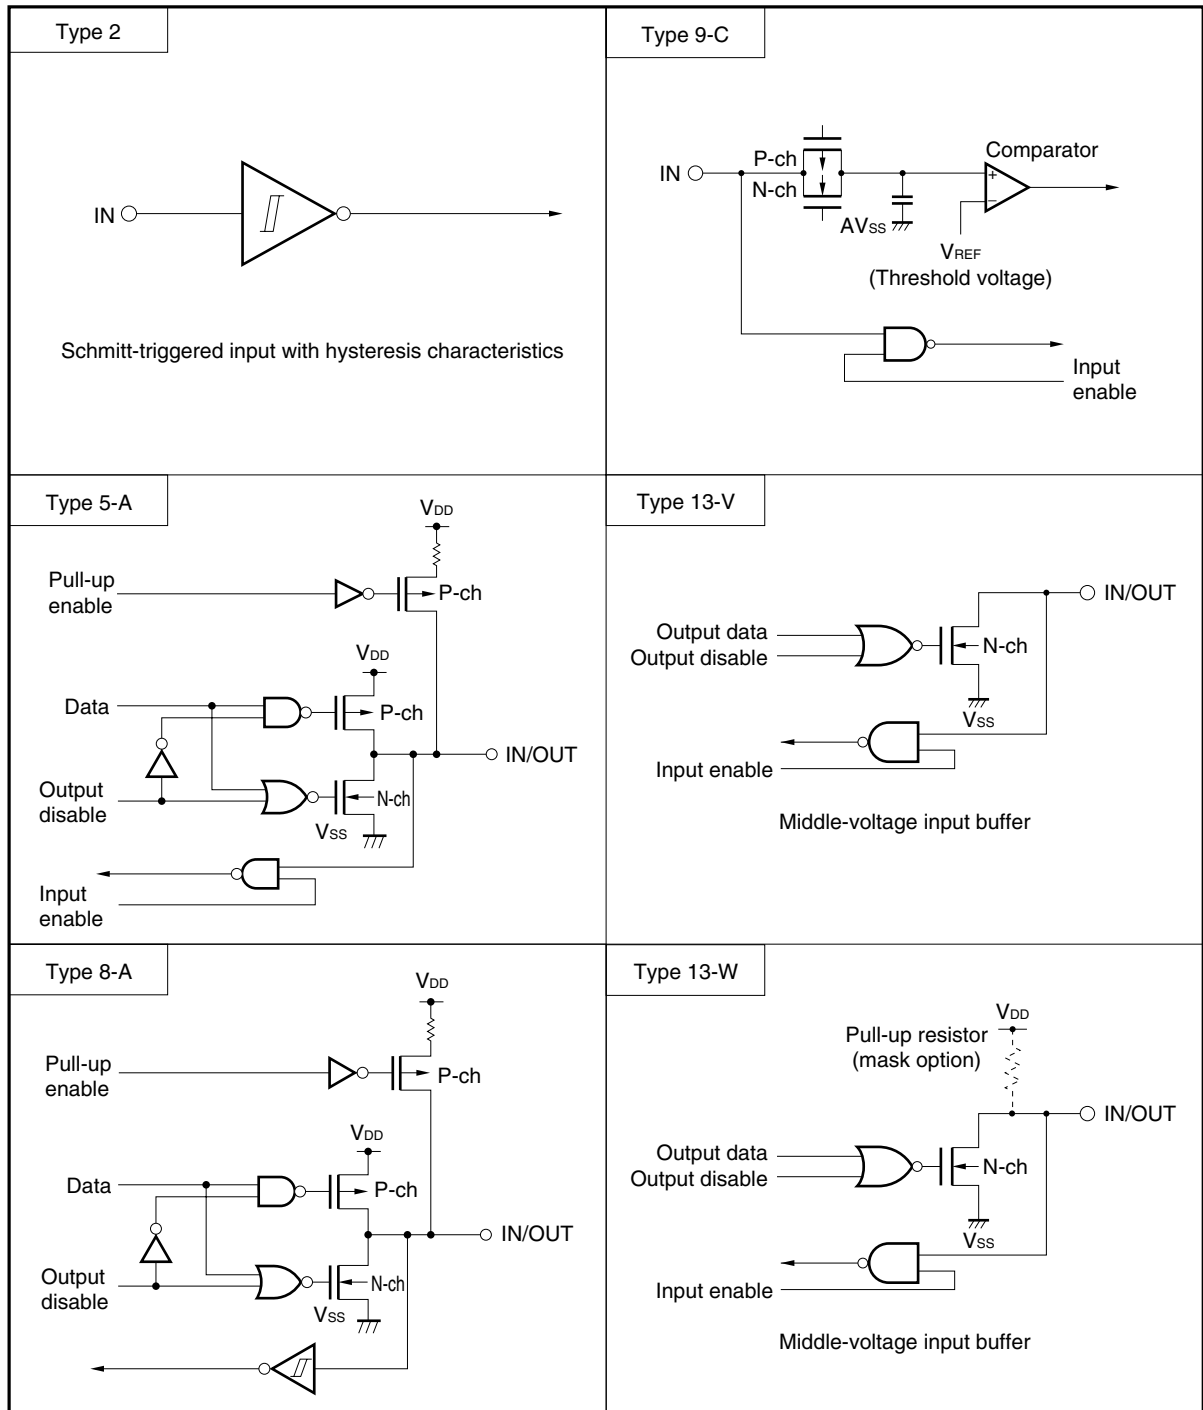 Type 2
IN
Schmitt-triggered input with hysteresis characteristics
Type 9-C
P-ch
N-ch
IN
Comparator
+
−
AVSS
VREF
(Threshold voltage)
Input
enable
Type 5-A
VDD
Pull-up
enable
P-ch
VDD
Data
P-ch
IN/OUT
Output
disable
N-ch
VSS
Input
enable
Type 13-V
IN/OUT
Output data
Output disable
N-ch
VSS
Input enable
Middle-voltage input buffer
Type 8-A
VDD
Pull-up
enable
P-ch
VDD
Data
P-ch
IN/OUT
Output
disable
N-ch
VSS
Type 13-W
VDD
Pull-up resistor
(mask option)
IN/OUT
Output data
Output disable
N-ch
VSS
Input enable
Middle-voltage input buffer